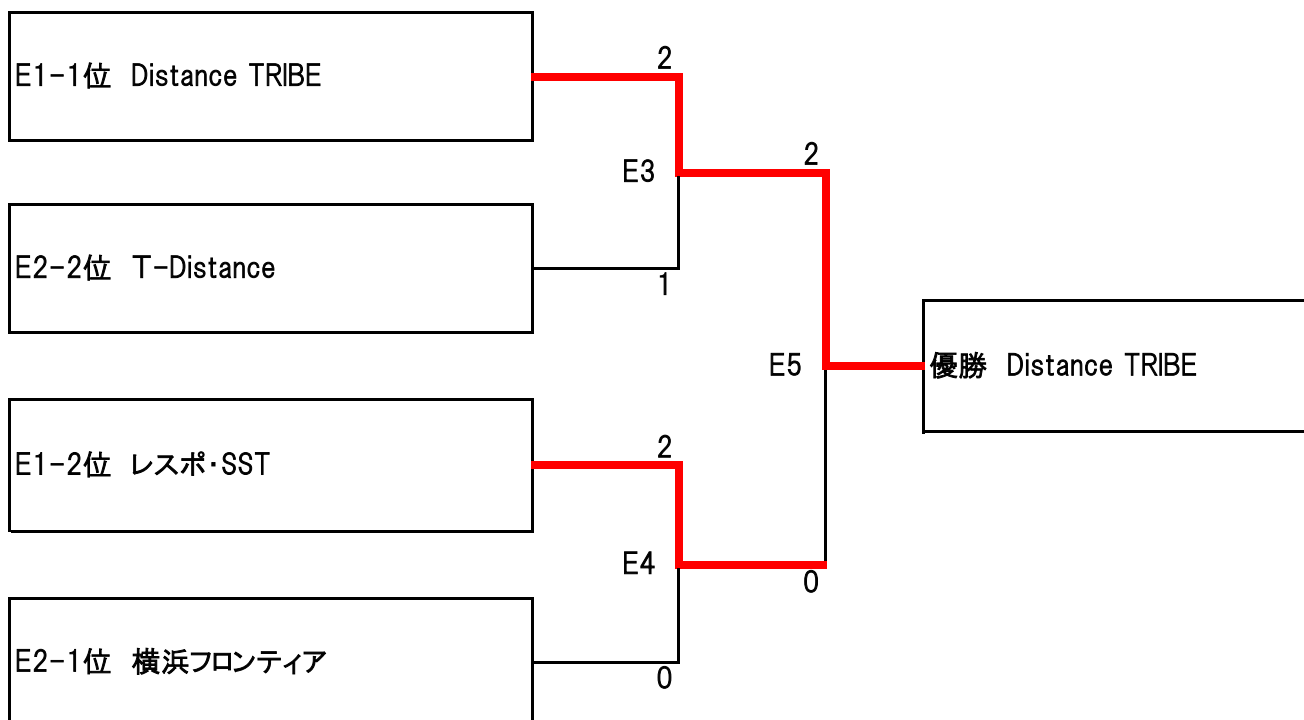 E1-1位 Distance TRIBE
2
E3
2
E2-2位 T-Distance
1
E5
優勝 Distance TRIBE
E1-2位 レスポ・SST
2
E4
0
E2-1位 横浜フロンティア
0